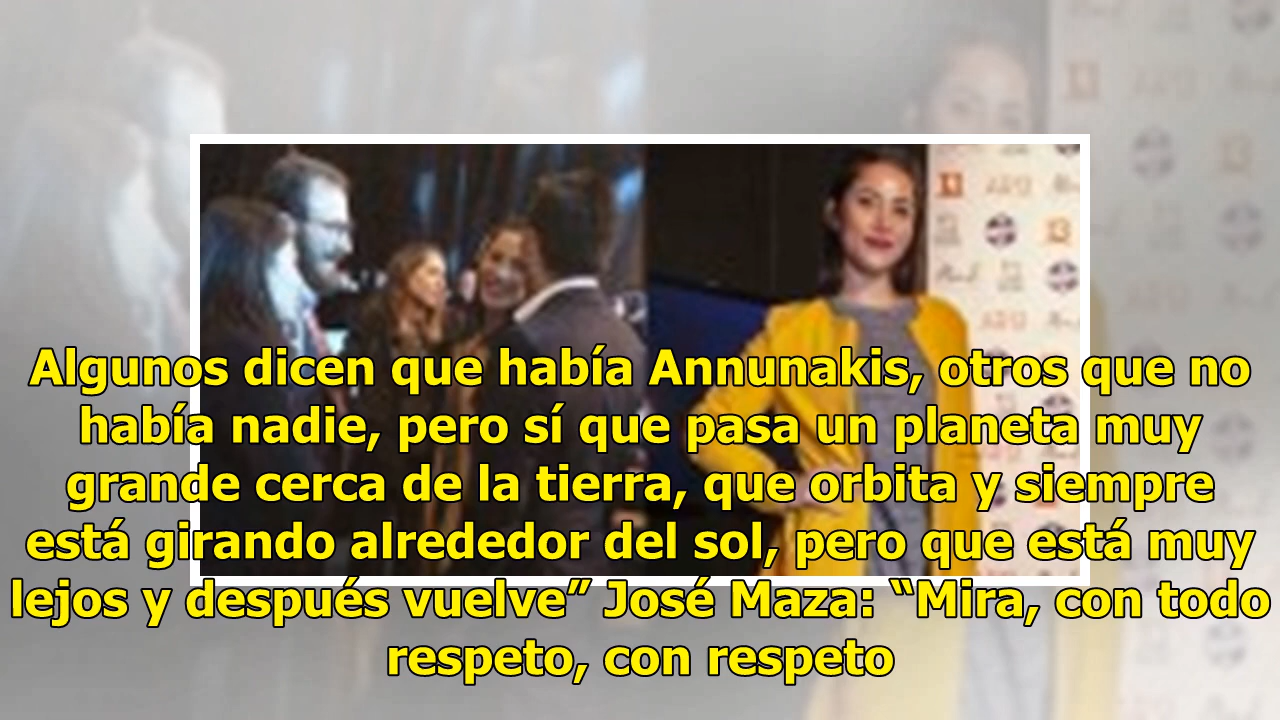 Algunos dicen que había Annunakis, otros que no
había nadie, pero sí que pasa un planeta muy
grande cerca de la tierra, que orbita y siempre
está girando alrededor del sol, pero que está muy
lejos y después vuelve” José Maza: “Mira, con todo
respeto, con respeto
13
13